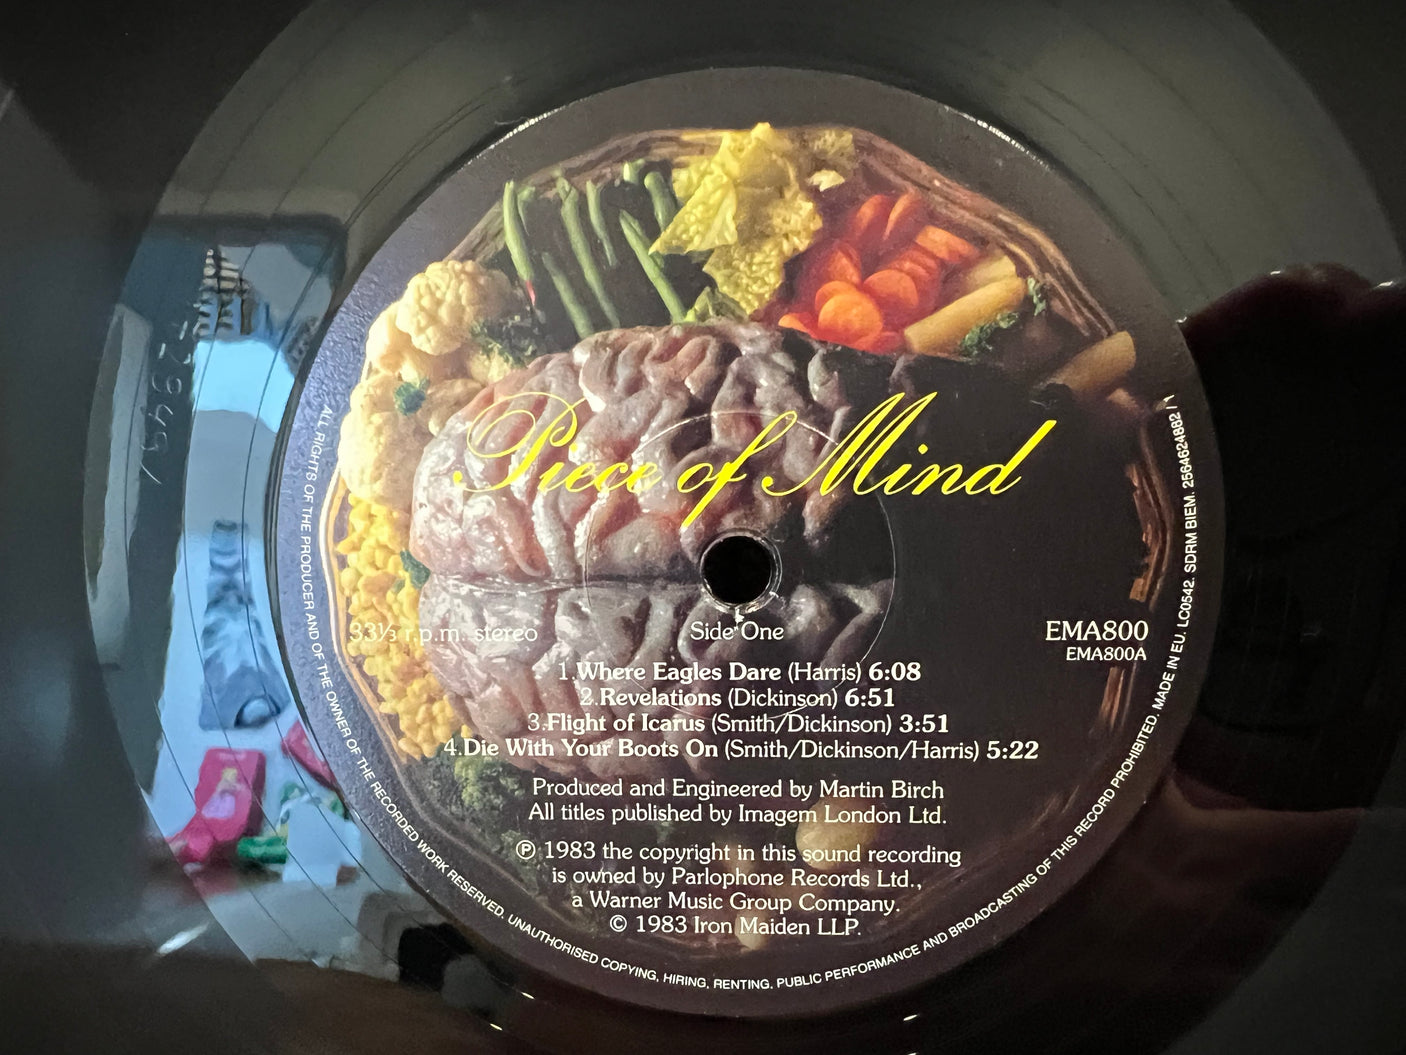 Piece of Mind
33⅓ r.p.m. stereo
Side One
EMA800
EMA800A
1.Where Eagles Dare (Harris) 6:08
2.Revelations (Dickinson) 6:51
3.Flight of Icarus (Smith/Dickinson) 3:51
4.Die With Your Boots On (Smith/Dickinson/Harris) 5:22
Produced and Engineered by Martin Birch
All titles published by Imagem London Ltd.
℗ 1983 the copyright in this sound recording
is owned by Parlophone Records Ltd.,
a Warner Music Group Company.
© 1983 Iron Maiden LLP.
ALL RIGHTS OF THE PRODUCER AND OF THE OWNER OF THE RECORDED WORK RESERVED. UNAUTHORISED COPYING, HIRING, RENTING. PUBLIC PERFORMANCE AND BROADCASTING OF THIS RECORD PROHIBITED. MADE IN EU. LC0542. SDRM BIEM. 2564624882 / 1